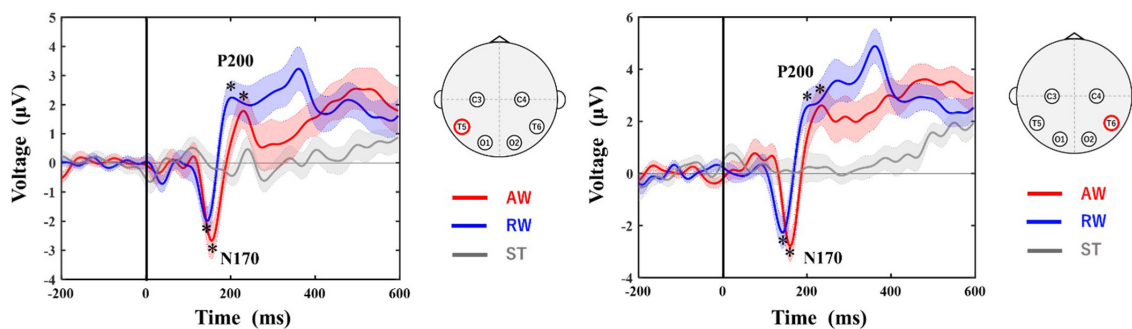 5
4
3
2
1
0
-1
-2
-3
-4
Voltage (μV)
P200
* *
*
*
N170
-200 0 200 400 600
Time (ms)
C3 C4
T5 T6
O1 O2
AW
RW
ST
6
4
2
0
-2
-4
Voltage (μV)
P200
* *
*
*
N170
-200 0 200 400 600
Time (ms)
C3 C4
T5 T6
O1 O2
AW
RW
ST